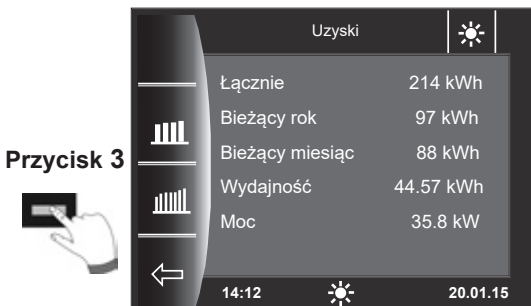 Uzyski
Łącznie 214 kWh
Bieżący rok 97 kWh
Bieżący miesiąc 88 kWh
Wydajność 44.57 kWh
Moc 35.8 kW
Przycisk 3
14:12 20.01.15